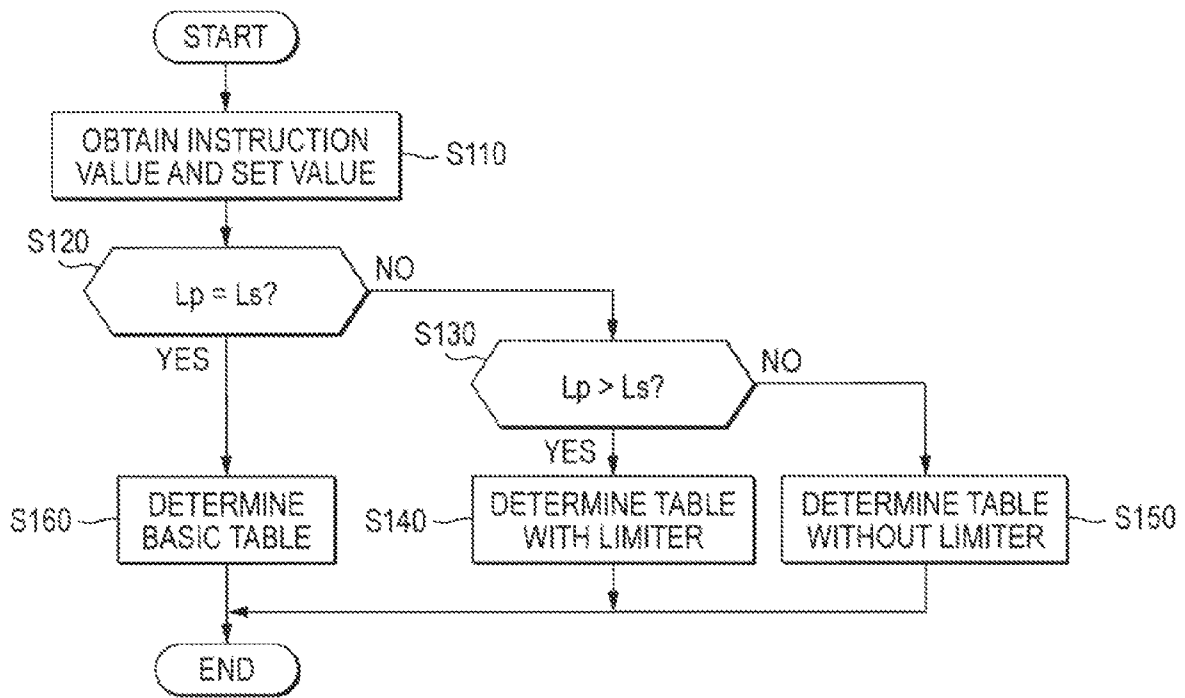 START
OBTAIN INSTRUCTION
VALUE AND SET VALUE
S110
S120
Lp = Ls?
NO
YES
S130
Lp > Ls?
NO
YES
S160
DETERMINE
BASIC TABLE
S140
DETERMINE TABLE
WITH LIMITER
DETERMINE TABLE
WITHOUT LIMITER
S150
END